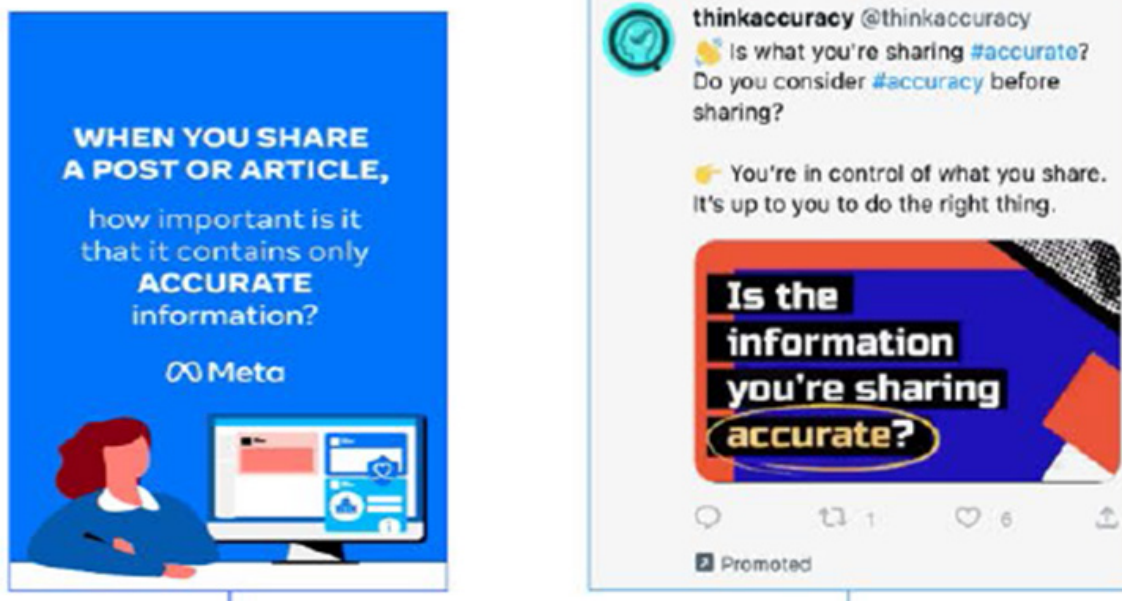 WHEN YOU SHARE
A POST OR ARTICLE,
how important is it
that it contains only
ACCURATE
information?
Meta
thinkaccuracy @thinkaccuracy
👋 Is what you're sharing #accurate?
Do you consider #accuracy before
sharing?
👉 You're in control of what you share.
It's up to you to do the right thing.
Is the
information
you're sharing
accurate?
1 6
Promoted